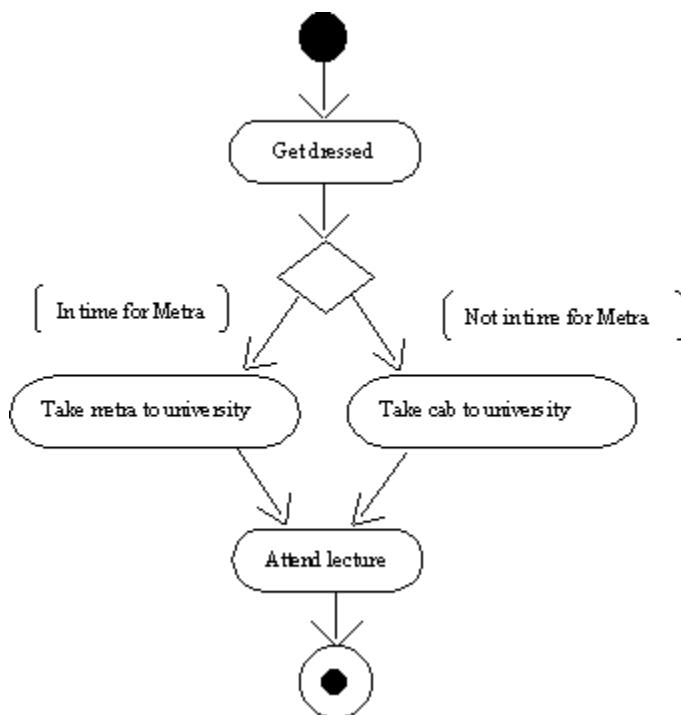 Get dressed
[ In time for Metra ]
[ Not in time for Metra ]
Take metra to university
Take cab to university
Attend lecture